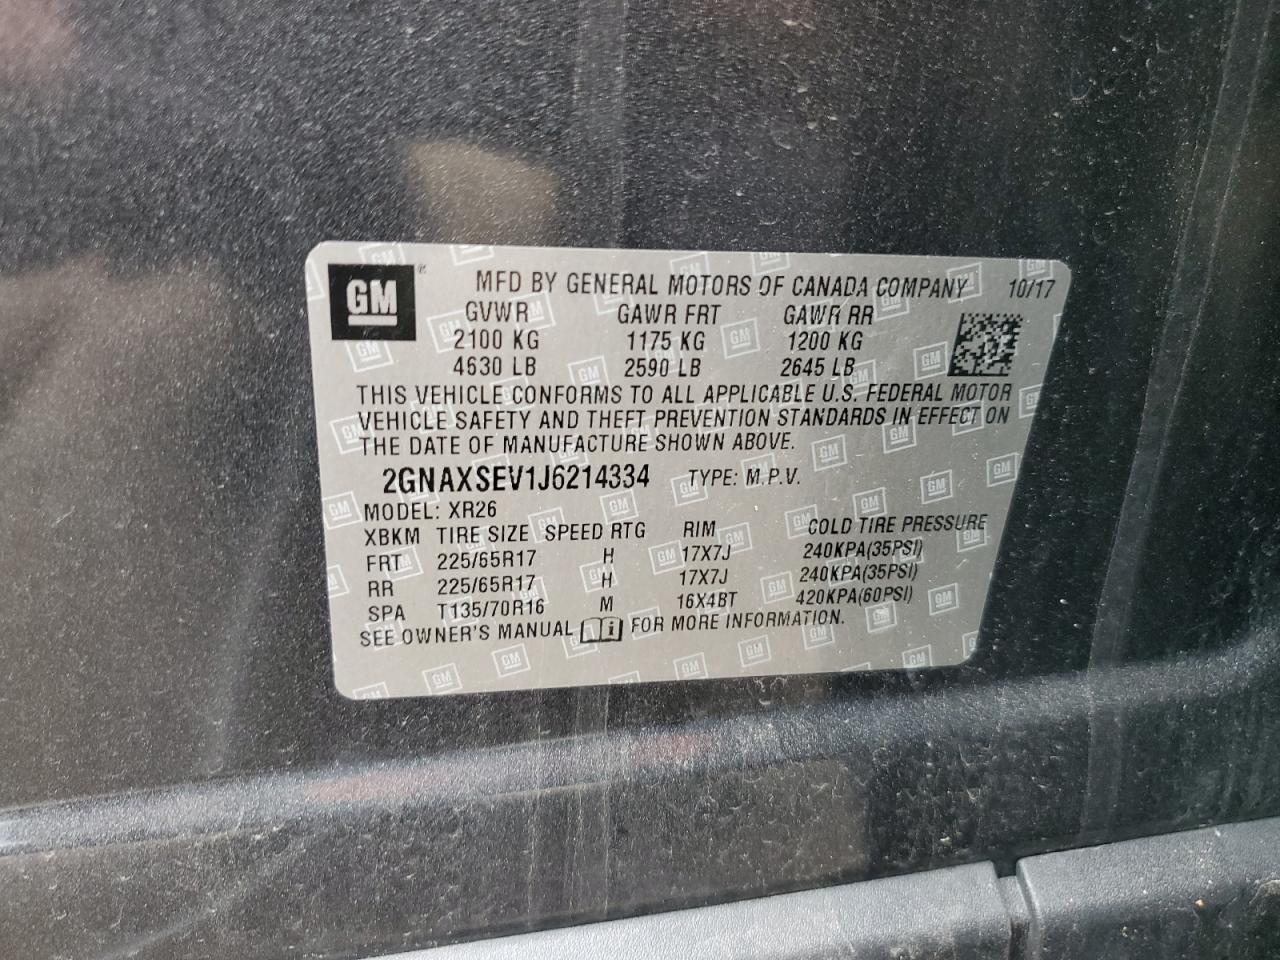 GM
MFD BY GENERAL MOTORS OF CANADA COMPANY 10/17
GVWR GAWR FRT GAWR RR
2100 KG 1175 KG 1200 KG
4630 LB 2590 LB 2645 LB
THIS VEHICLE CONFORMS TO ALL APPLICABLE U.S. FEDERAL MOTOR
VEHICLE SAFETY AND THEFT PREVENTION STANDARDS IN EFFECT ON
THE DATE OF MANUFACTURE SHOWN ABOVE.
2GNAXSEV1J6214334 TYPE: M.P.V.
MODEL: XR26
XBKM TIRE SIZE SPEED RTG RIM COLD TIRE PRESSURE
FRT 225/65R17 H 17X7J 240KPA(35PSI)
RR 225/65R17 H 17X7J 240KPA(35PSI)
SPA T135/70R16 M 16X4BT 420KPA(60PSI)
SEE OWNER'S MANUAL i FOR MORE INFORMATION.